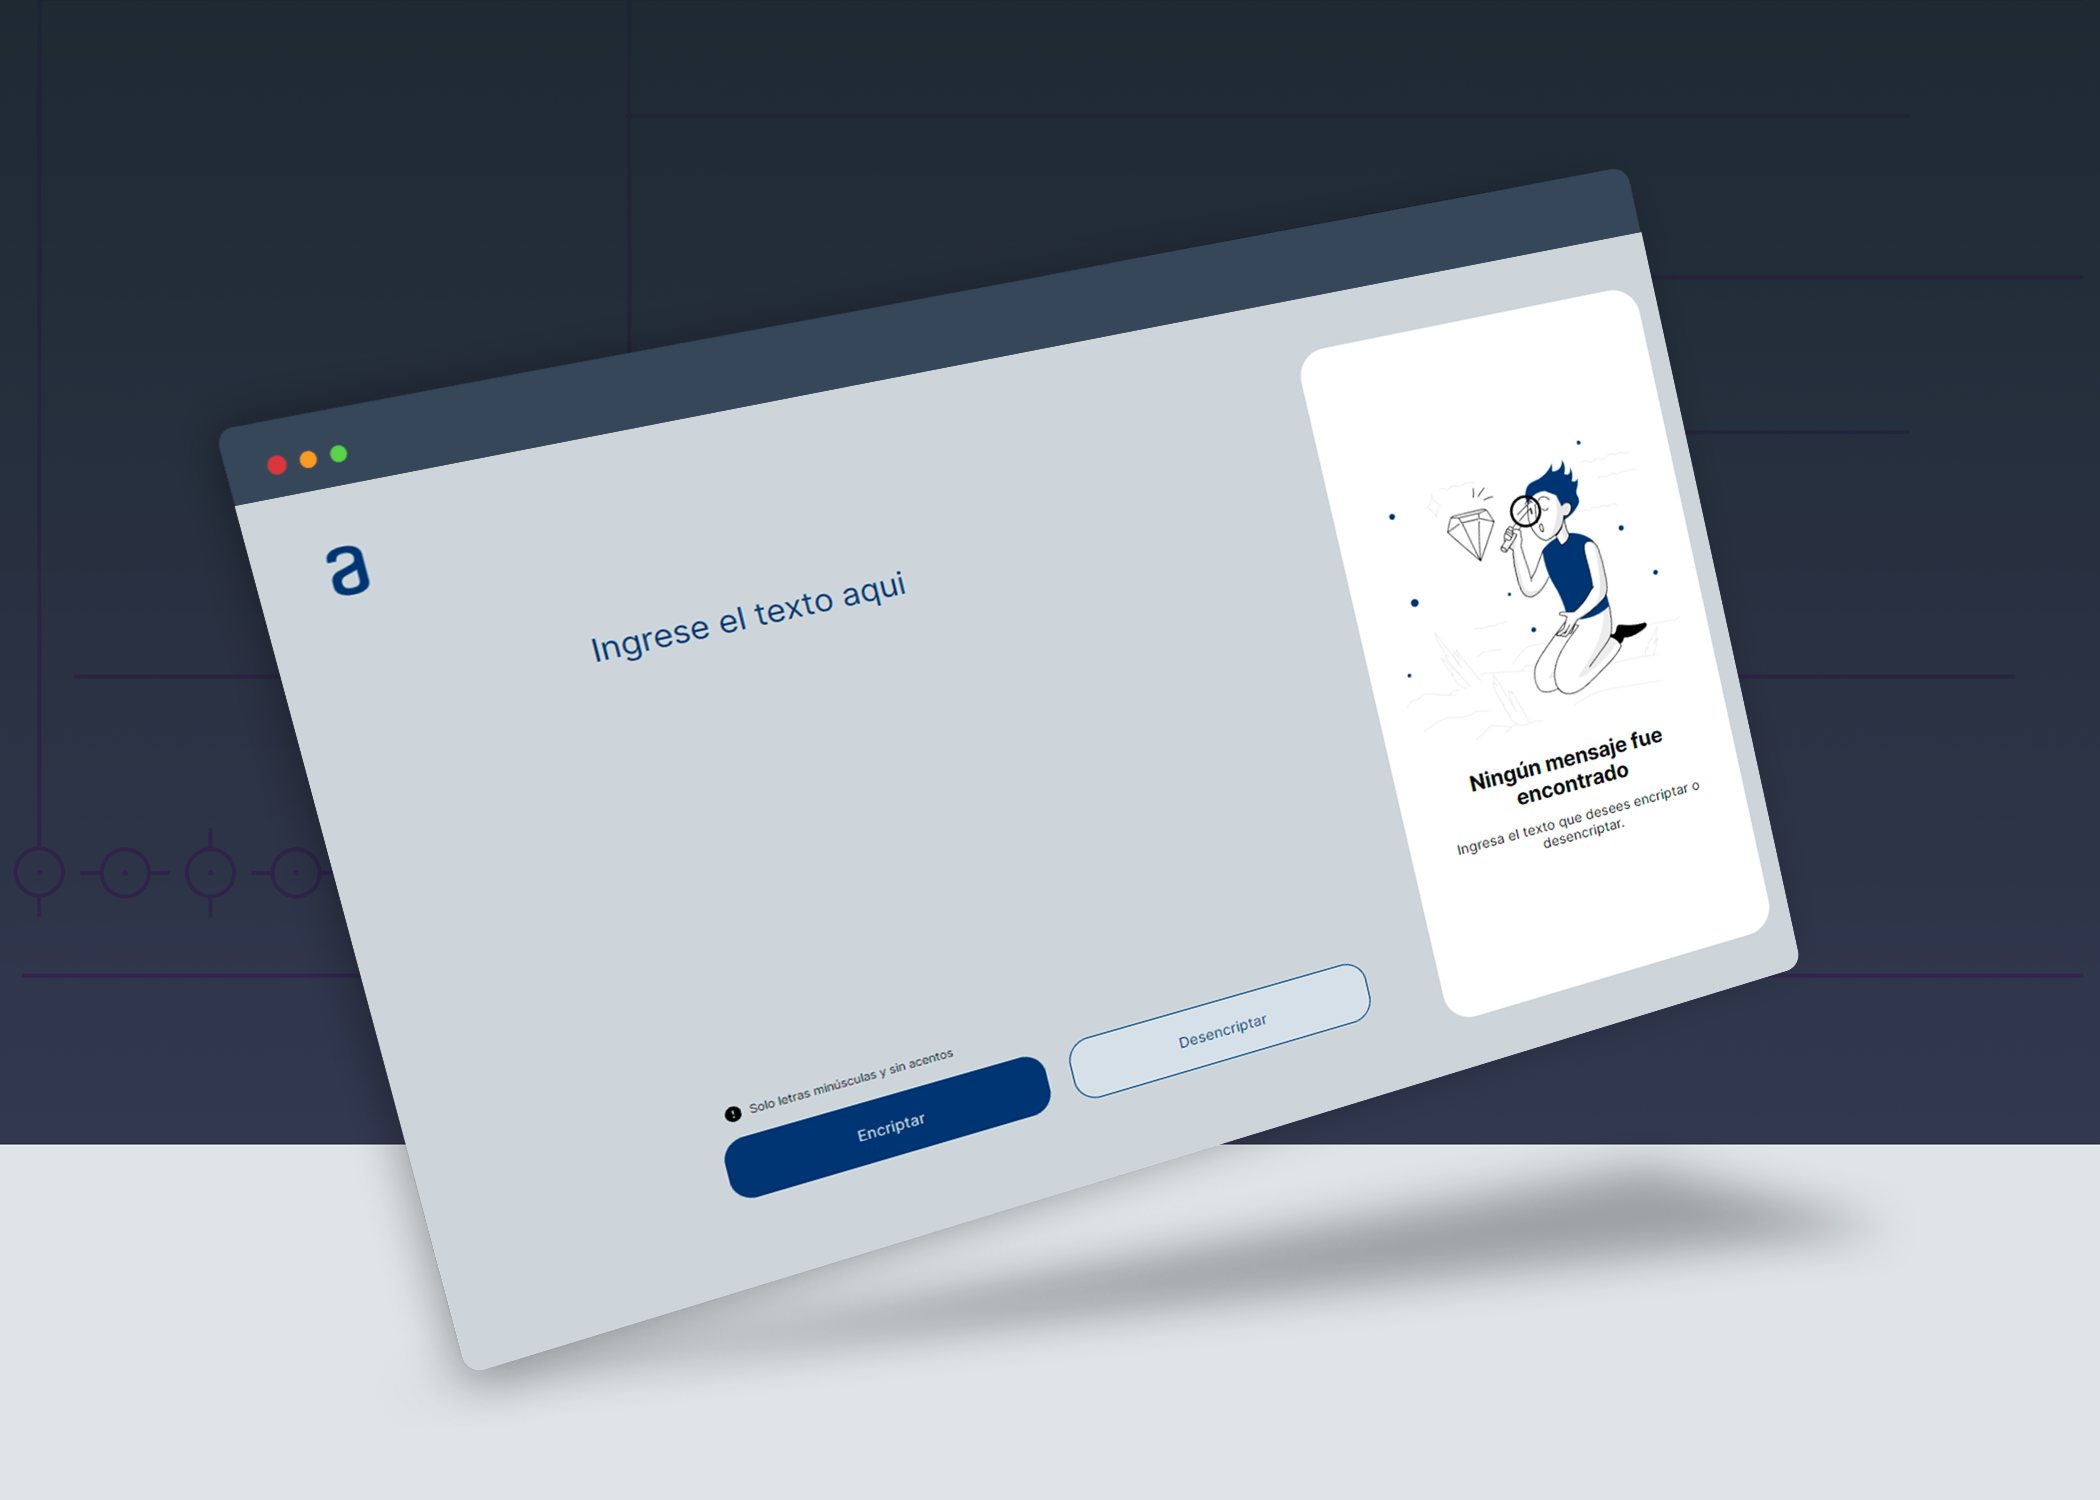 a
Ingrese el texto aqui
Solo letras minúsculas y sin acentos
Encriptar
Desencriptar
Ningún mensaje fue
encontrado
Ingresa el texto que desees encriptar o
desencriptar.